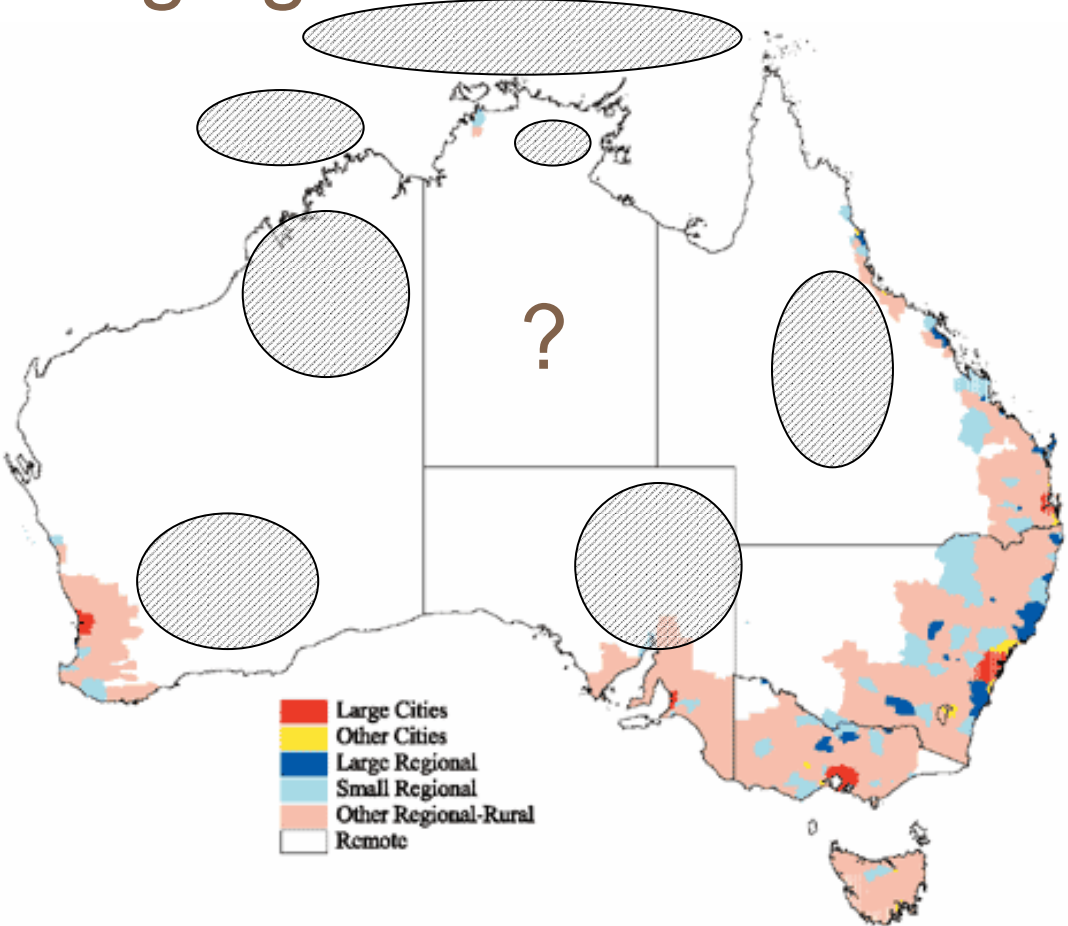 ?
Large Cities
Other Cities
Large Regional
Small Regional
Other Regional-Rural
Remote